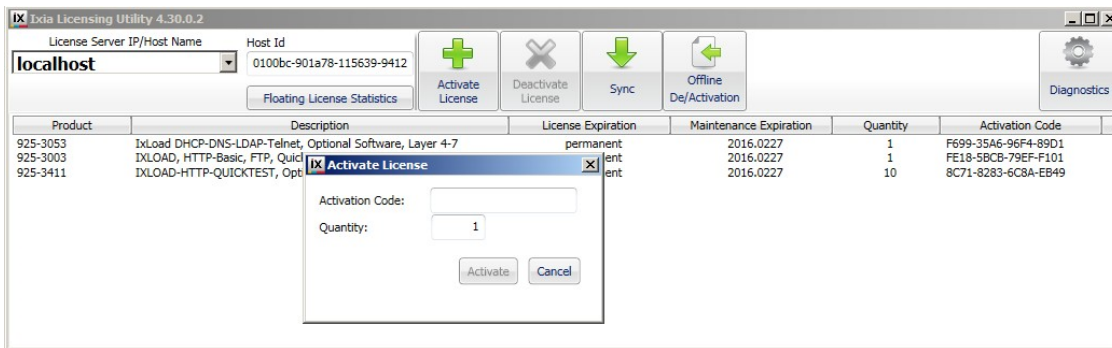 IX Ixia Licensing Utility 4.30.0.2
License Server IP/Host Name
Host Id
localhost
0100bc-901a78-115639-9412
Floating License Statistics
Activate
License
Deactivate
License
Sync
Offline
De/Activation
Diagnostics
Product Description License Expiration Maintenance Expiration Quantity Activation Code
925-3053 IxLoad DHCP-DNS-LDAP-Telnet, Optional Software, Layer 4-7 permanent 2016.0227 1 F699-35A6-96F4-89D1
925-3003 IXLOAD, HTTP-Basic, FTP, Quic ent 2016.0227 1 FE18-5BCB-79EF-F101
925-3411 IXLOAD-HTTP-QUICKTEST, Opt ent 2016.0227 10 8C71-8283-6C8A-EB49
IX Activate License
Activation Code:
Quantity: 1
Activate Cancel